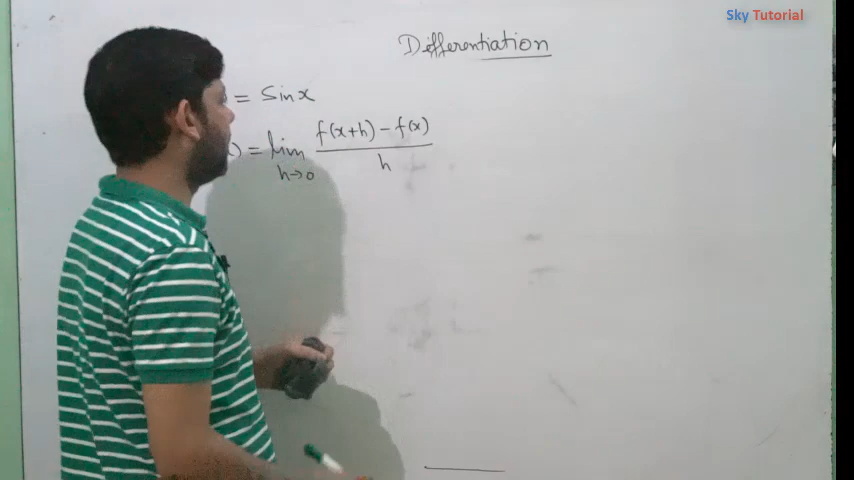 Sky Tutorial
Differentiation
= Sinx
) = lim f(x+h) - f(x)
h→0 h